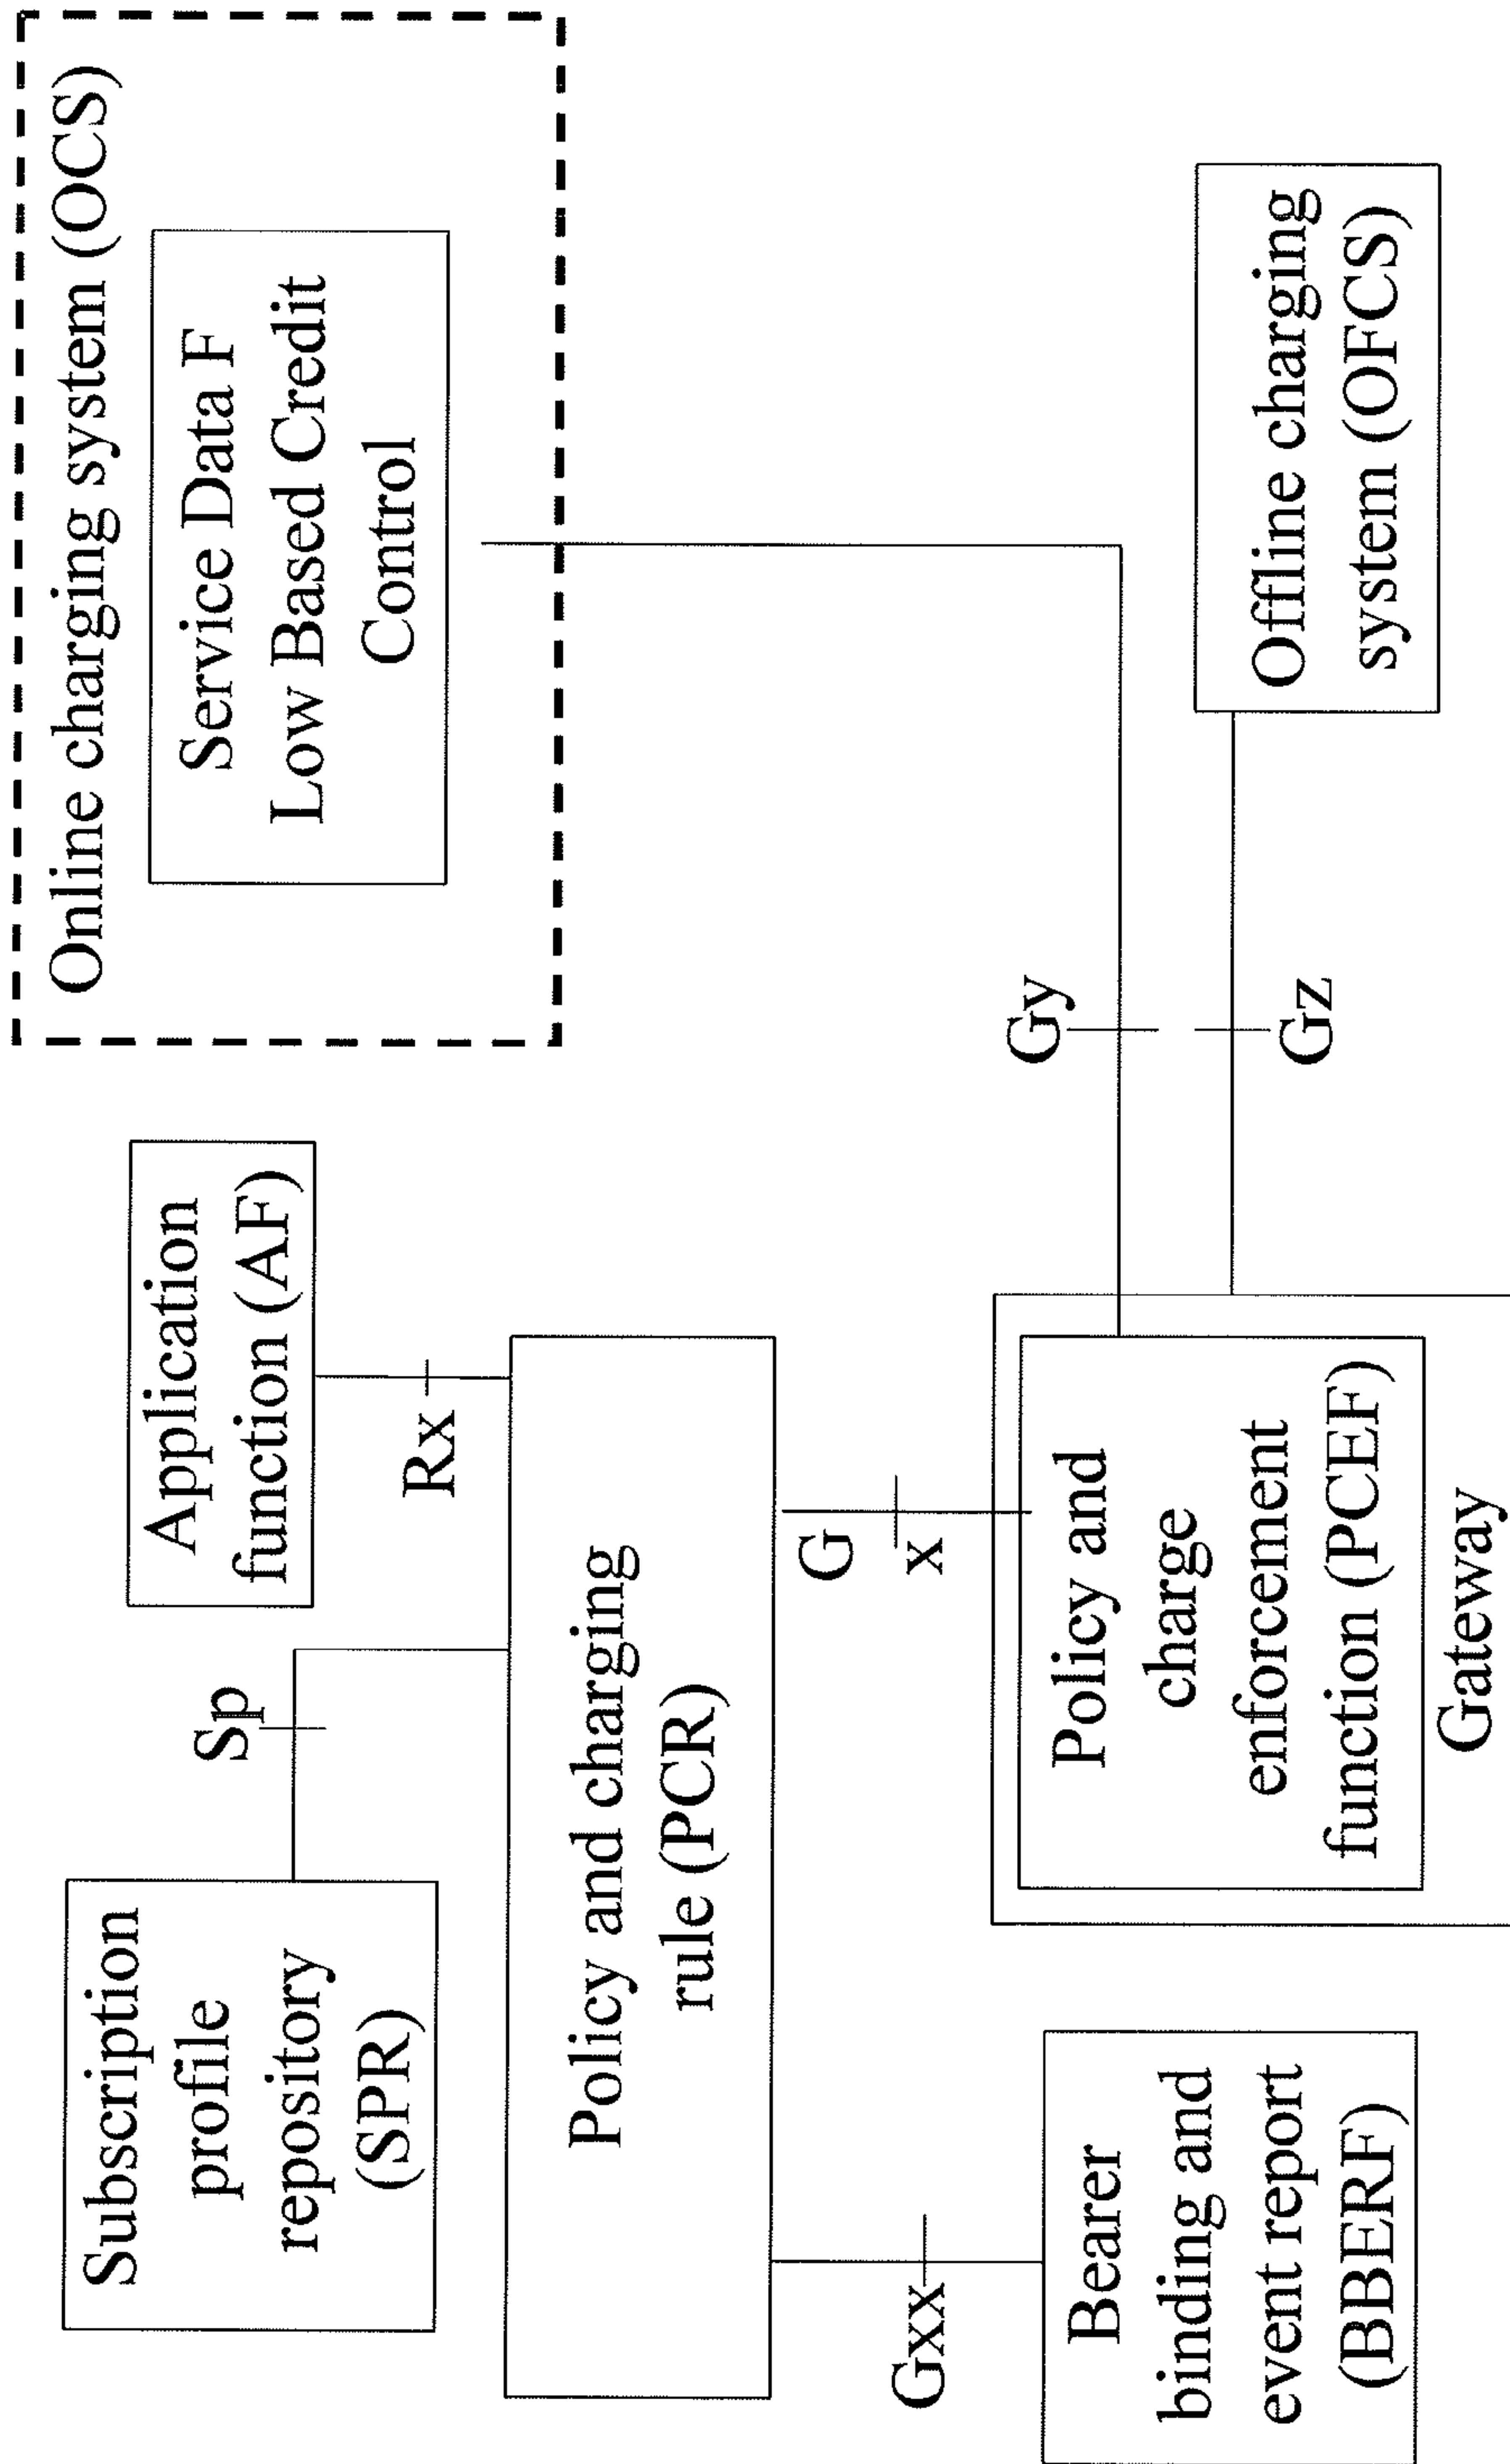 Online charging system (OCS)
Service Data F
Low Based Credit
Control
Subscription
profile
repository
(SPR)
Sp
Application
function (AF)
Rx
Policy and charging
rule (PCR)
Gxx
G
x
Gy
Gz
Bearer
binding and
event report
(BBERF)
Policy and
charge
enforcement
function (PCEF)
Gateway
Offline charging
system (OFCS)